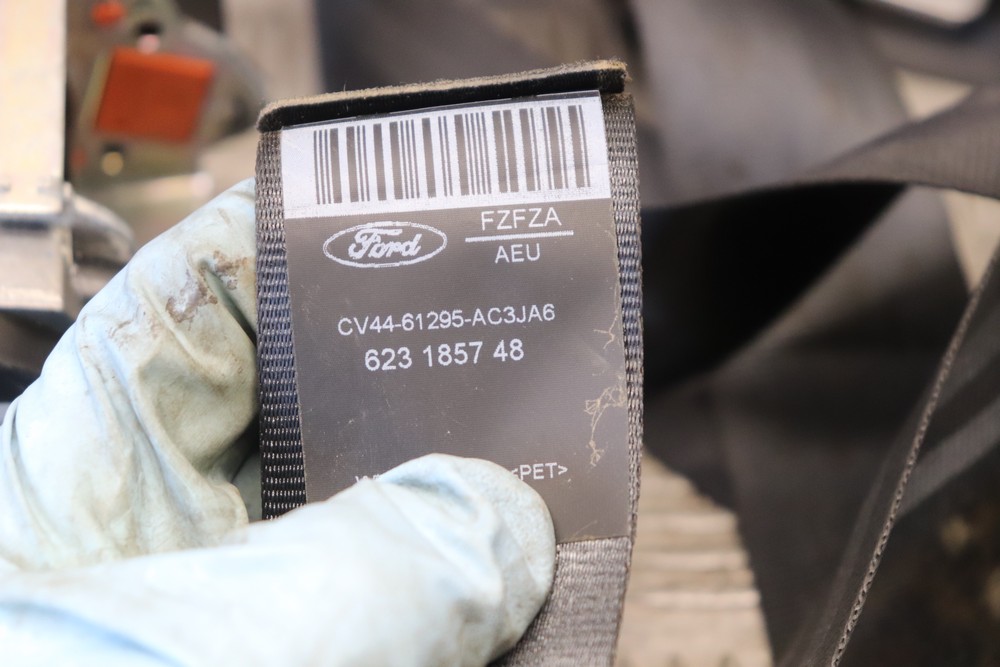 Ford
FZFZA
AEU
CV44-61295-AC3JA6
623 1857 48
<PET>